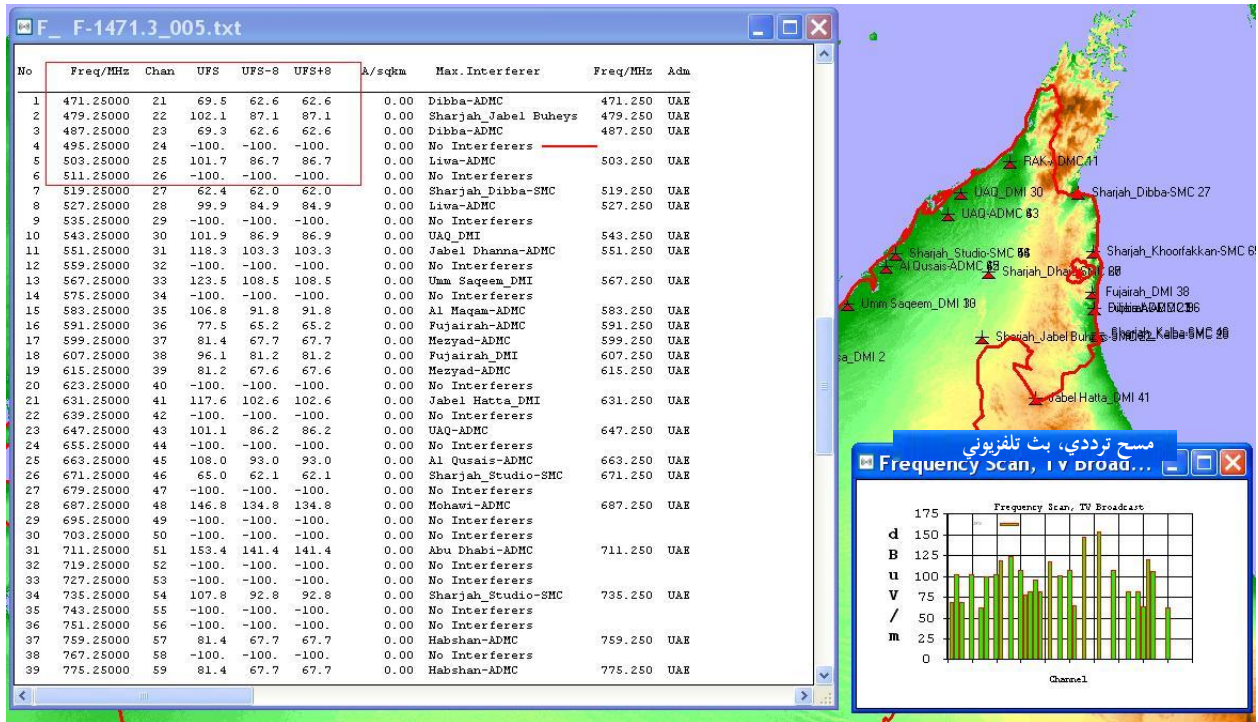 F_ F-1471.3_005.txt
No Freq/MHz Chan UFS UFS-8 UFS+8 A/sqkm Max.Interferer Freq/MHz Adm
1 471.25000 21 69.5 62.6 62.6 0.00 Dibba-ADMC 471.250 UAE
2 479.25000 22 102.1 87.1 87.1 0.00 Sharjah_Jabel Buheys 479.250 UAE
3 487.25000 23 69.3 62.6 62.6 0.00 Dibba-ADMC 487.250 UAE
4 495.25000 24 -100. -100. -100. 0.00 No Interferers
5 503.25000 25 101.7 86.7 86.7 0.00 Liwa-ADMC 503.250 UAE
6 511.25000 26 -100. -100. -100. 0.00 No Interferers
7 519.25000 27 62.4 62.0 62.0 0.00 Sharjah_Dibba-SMC 519.250 UAE
8 527.25000 28 99.9 84.9 84.9 0.00 Liwa-ADMC 527.250 UAE
9 535.25000 29 -100. -100. -100. 0.00 No Interferers
10 543.25000 30 101.9 86.9 86.9 0.00 UAQ_DMI 543.250 UAE
11 551.25000 31 118.3 103.3 103.3 0.00 Jabel Dhanna-ADMC 551.250 UAE
12 559.25000 32 -100. -100. -100. 0.00 No Interferers
13 567.25000 33 123.5 108.5 108.5 0.00 Umm Saqeem_DMI 567.250 UAE
14 575.25000 34 -100. -100. -100. 0.00 No Interferers
15 583.25000 35 106.8 91.8 91.8 0.00 Al Maqam-ADMC 583.250 UAE
16 591.25000 36 77.5 65.2 65.2 0.00 Fujairah-ADMC 591.250 UAE
17 599.25000 37 81.4 67.7 67.7 0.00 Mezyad-ADMC 599.250 UAE
18 607.25000 38 96.1 81.2 81.2 0.00 Fujairah_DMI 607.250 UAE
19 615.25000 39 81.2 67.6 67.6 0.00 Mezyad-ADMC 615.250 UAE
20 623.25000 40 -100. -100. -100. 0.00 No Interferers
21 631.25000 41 117.6 102.6 102.6 0.00 Jabel Hatta_DMI 631.250 UAE
22 639.25000 42 -100. -100. -100. 0.00 No Interferers
23 647.25000 43 101.1 86.2 86.2 0.00 UAQ-ADMC 647.250 UAE
24 655.25000 44 -100. -100. -100. 0.00 No Interferers
25 663.25000 45 108.0 93.0 93.0 0.00 Al Qusais-ADMC 663.250 UAE
26 671.25000 46 65.0 62.1 62.1 0.00 Sharjah_Studio-SMC 671.250 UAE
27 679.25000 47 -100. -100. -100. 0.00 No Interferers
28 687.25000 48 146.8 134.8 134.8 0.00 Mohawi-ADMC 687.250 UAE
29 695.25000 49 -100. -100. -100. 0.00 No Interferers
30 703.25000 50 -100. -100. -100. 0.00 No Interferers
31 711.25000 51 153.4 141.4 141.4 0.00 Abu Dhabi-ADMC 711.250 UAE
32 719.25000 52 -100. -100. -100. 0.00 No Interferers
33 727.25000 53 -100. -100. -100. 0.00 No Interferers
34 735.25000 54 107.8 92.8 92.8 0.00 Sharjah_Studio-SMC 735.250 UAE
35 743.25000 55 -100. -100. -100. 0.00 No Interferers
36 751.25000 56 -100. -100. -100. 0.00 No Interferers
37 759.25000 57 81.4 67.7 67.7 0.00 Habshan-ADMC 759.250 UAE
38 767.25000 58 -100. -100. -100. 0.00 No Interferers
39 775.25000 59 81.4 67.7 67.7 0.00 Habshan-ADMC 775.250 UAE
RAK-ADMC 11
UAQ_DMI 30
Sharjah_Dibba-SMC 27
UAQ-ADMC
Sharjah_Studio-SMC
Sharjah_Khoorfakkan-SMC
Al Qusais-ADMC
Fujairah_DMI 38
Umm Saqeem_DMI
Sharjah_Jabel
sa_DMI 2
Jabel Hatta_DMI 41
مسح ترددي، بث تلفزيوني
Frequency Scan, TV Broad...
Frequency Scan, TV Broadcast
dBuV/m
175
150
125
100
75
50
25
0
Channel